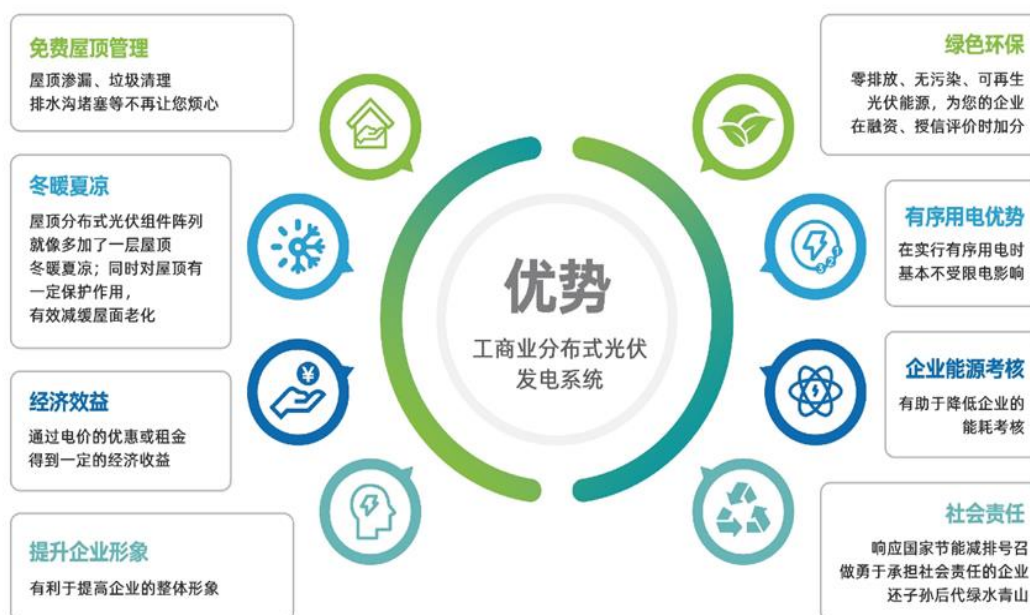 免费屋顶管理
屋顶渗漏、垃圾清理
排水沟堵塞等不再让您烦心
冬暖夏凉
屋顶分布式光伏组件阵列
就像多加了一层屋顶
冬暖夏凉；同时对屋顶有
一定保护作用，
有效减缓屋面老化
经济效益
通过电价的优惠或租金
得到一定的经济收益
提升企业形象
有利于提高企业的整体形象
¥
优势
工商业分布式光伏
发电系统
绿色环保
零排放、无污染、可再生
光伏能源，为您的企业
在融资、授信评价时加分
3 2 1
有序用电优势
在实行有序用电时
基本不受限电影响
企业能源考核
有助于降低企业的
能耗考核
社会责任
响应国家节能减排号召
做勇于承担社会责任的企业
还子孙后代绿水青山